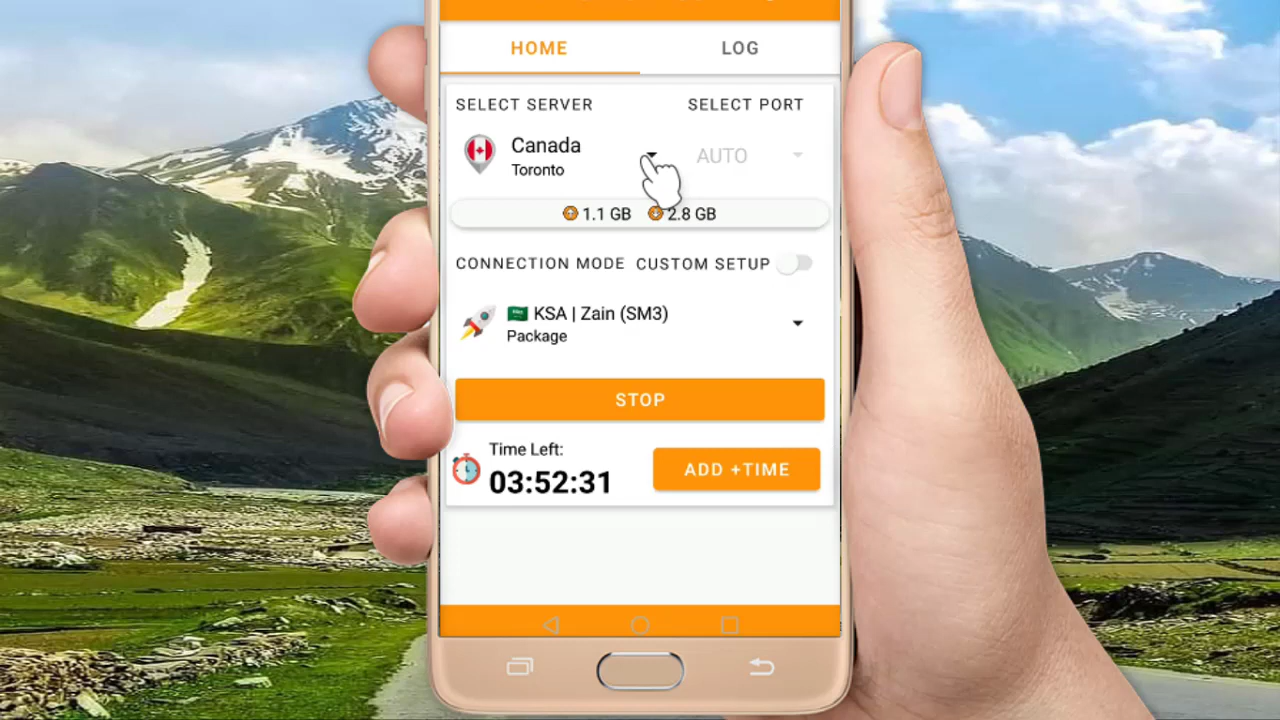 HOME LOG
SELECT SERVER SELECT PORT
Canada
Toronto
AUTO
1.1 GB 2.8 GB
CONNECTION MODE CUSTOM SETUP
KSA | Zain (SM3)
Package
STOP
Time Left:
03:52:31
ADD +TIME